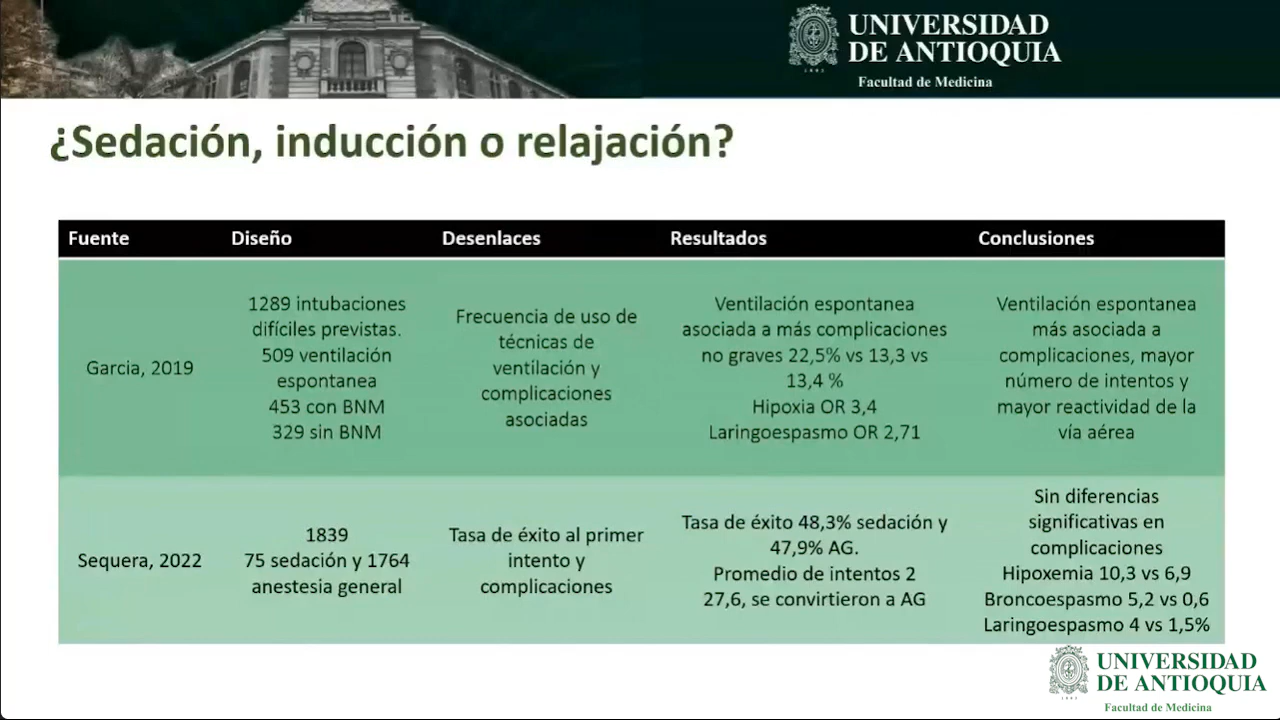 UNIVERSIDAD
DE ANTIOQUIA
1803
Facultad de Medicina
¿Sedación, inducción o relajación?
Fuente Diseño Desenlaces Resultados Conclusiones
Garcia, 2019
1289 intubaciones
difíciles previstas.
509 ventilación
espontanea
453 con BNM
329 sin BNM
Frecuencia de uso de
técnicas de
ventilación y
complicaciones
asociadas
Ventilación espontanea
asociada a más complicaciones
no graves 22,5% vs 13,3 vs
13,4 %
Hipoxia OR 3,4
Laringoespasmo OR 2,71
Ventilación espontanea
más asociada a
complicaciones, mayor
número de intentos y
mayor reactividad de la
vía aérea
Sequera, 2022
1839
75 sedación y 1764
anestesia general
Tasa de éxito al primer
intento y
complicaciones
Tasa de éxito 48,3% sedación y
47,9% AG.
Promedio de intentos 2
27,6, se convirtieron a AG
Sin diferencias
significativas en
complicaciones
Hipoxemia 10,3 vs 6,9
Broncoespasmo 5,2 vs 0,6
Laringoespasmo 4 vs 1,5%
UNIVERSIDAD
DE ANTIOQUIA
1803
Facultad de Medicina